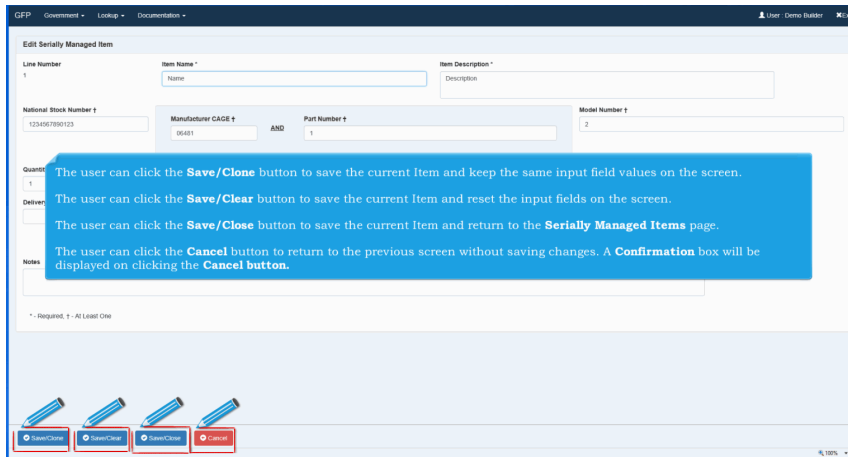 GFP Government Lookup Documentation User : Demo Builder
Edit Serially Managed Item
Line Number Item Name * Item Description *
1 Name Description
National Stock Number † Manufacturer CAGE † AND Part Number † Model Number †
1234567890123 06481 1 2
1
The user can click the Save/Clone button to save the current Item and keep the same input field values on the screen.
The user can click the Save/Clear button to save the current Item and reset the input fields on the screen.
The user can click the Save/Close button to save the current Item and return to the Serially Managed Items page.
The user can click the Cancel button to return to the previous screen without saving changes. A Confirmation box will be
displayed on clicking the Cancel button.
Notes
* - Required, † - At Least One
Save/Clone Save/Clear Save/Close Cancel
100%